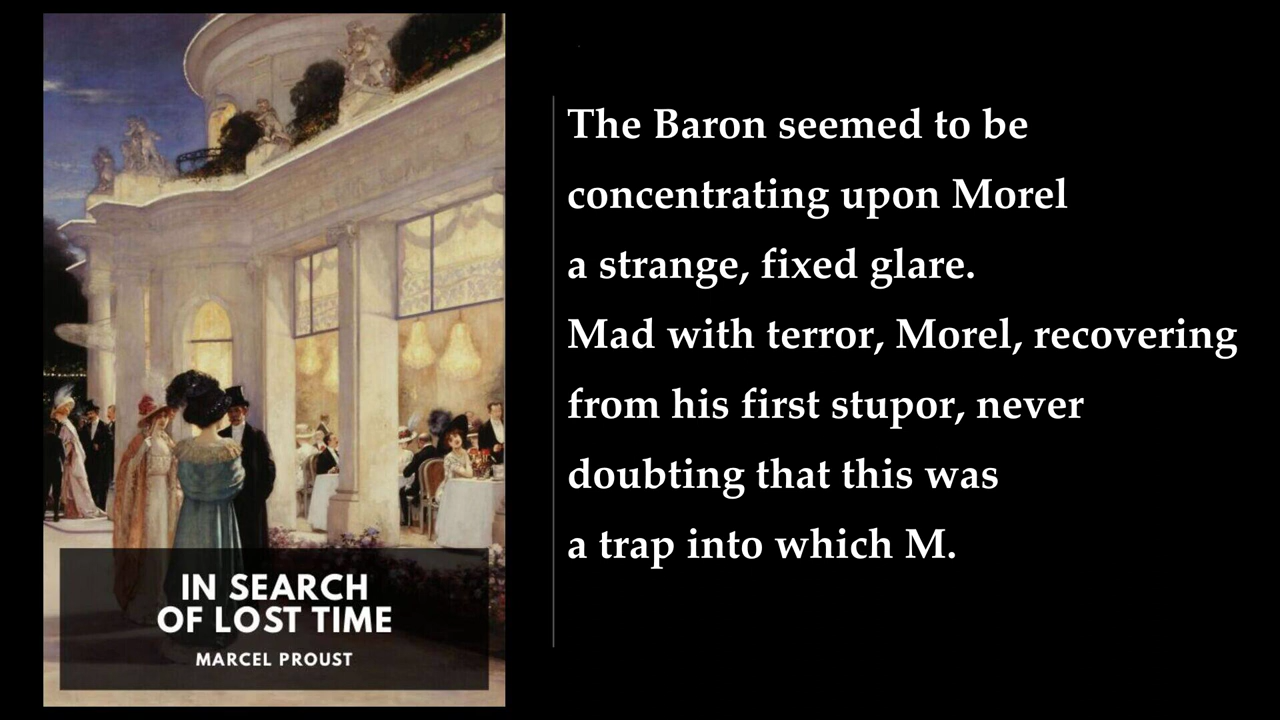 IN SEARCH
OF LOST TIME
MARCEL PROUST
The Baron seemed to be
concentrating upon Morel
a strange, fixed glare.
Mad with terror, Morel, recovering
from his first stupor, never
doubting that this was
a trap into which M.